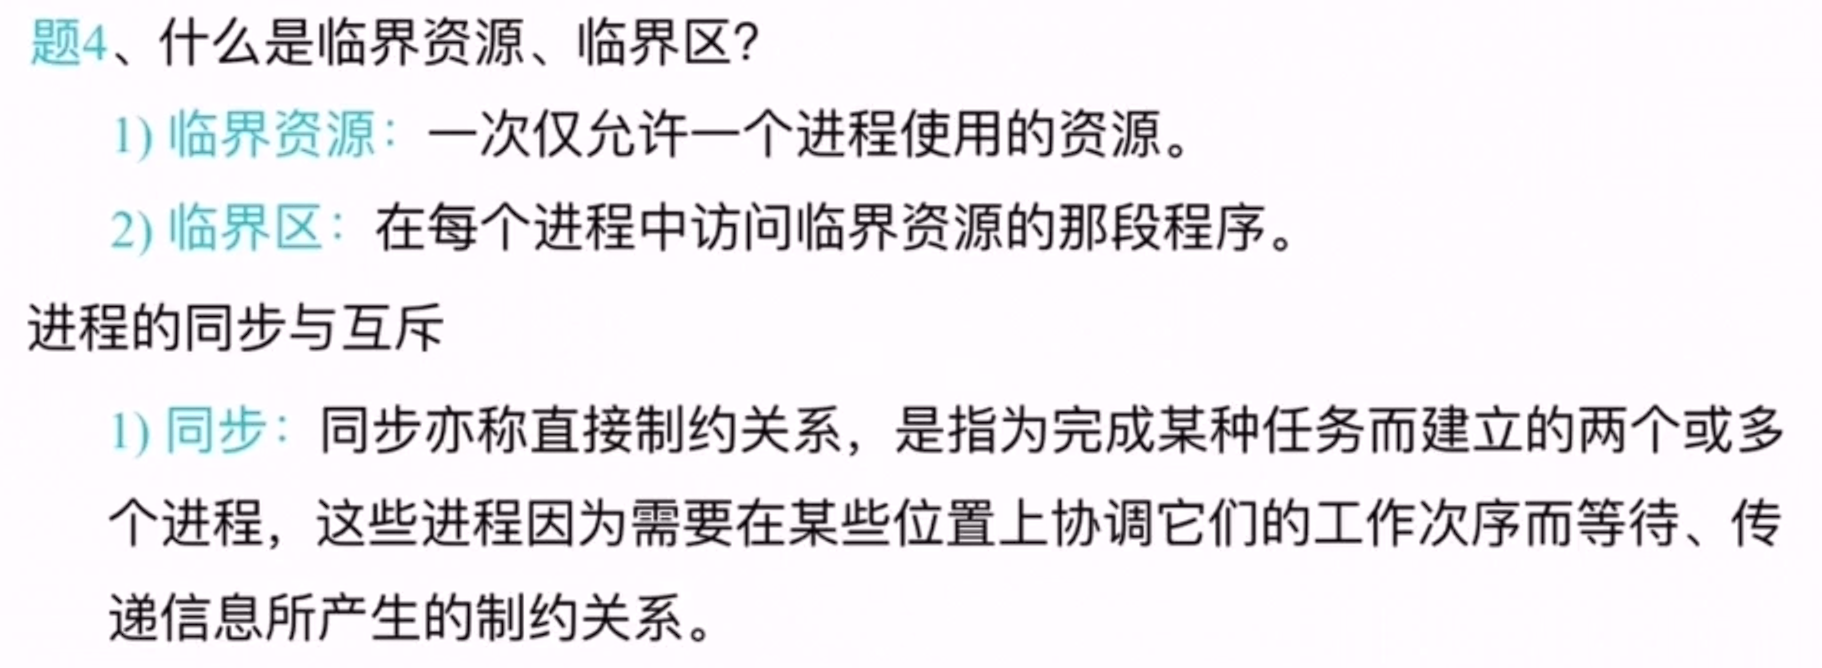 题4、什么是临界资源、临界区？
1) 临界资源：一次仅允许一个进程使用的资源。
2) 临界区：在每个进程中访问临界资源的那段程序。
进程的同步与互斥
1) 同步：同步亦称直接制约关系，是指为完成某种任务而建立的两个或多
个进程，这些进程因为需要在某些位置上协调它们的工作次序而等待、传
递信息所产生的制约关系。